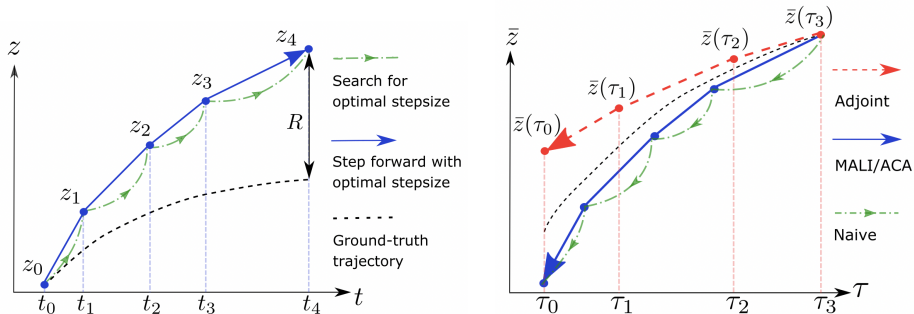 z
z₄
z₃
z₂
z₁
z₀
R
t₀
t₁
t₂
t₃
t₄
t
Search for
optimal stepsize
Step forward with
optimal stepsize
Ground-truth
trajectory
z̄
z̄(τ₃)
z̄(τ₂)
z̄(τ₁)
z̄(τ₀)
τ₀
τ₁
τ₂
τ₃
τ
Adjoint
MALI/ACA
Naive